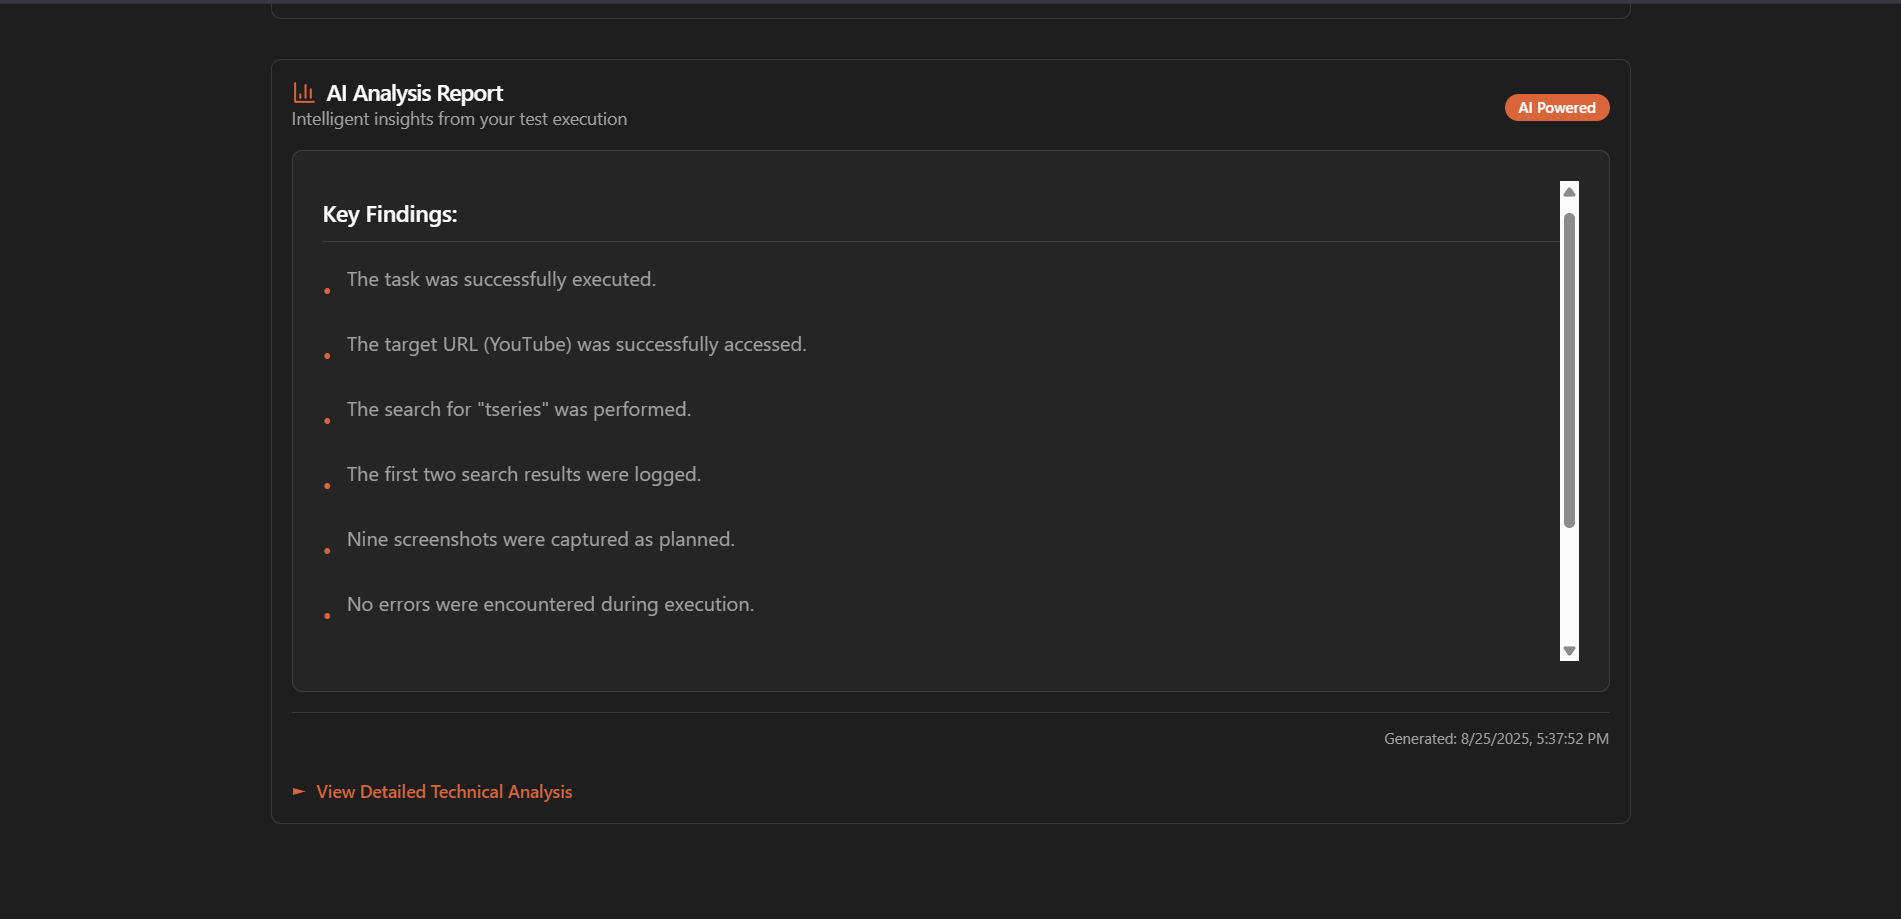 AI Analysis Report
Intelligent insights from your test execution
AI Powered
Key Findings:
The task was successfully executed.
The target URL (YouTube) was successfully accessed.
The search for "tseries" was performed.
The first two search results were logged.
Nine screenshots were captured as planned.
No errors were encountered during execution.
Generated: 8/25/2025, 5:37:52 PM
View Detailed Technical Analysis